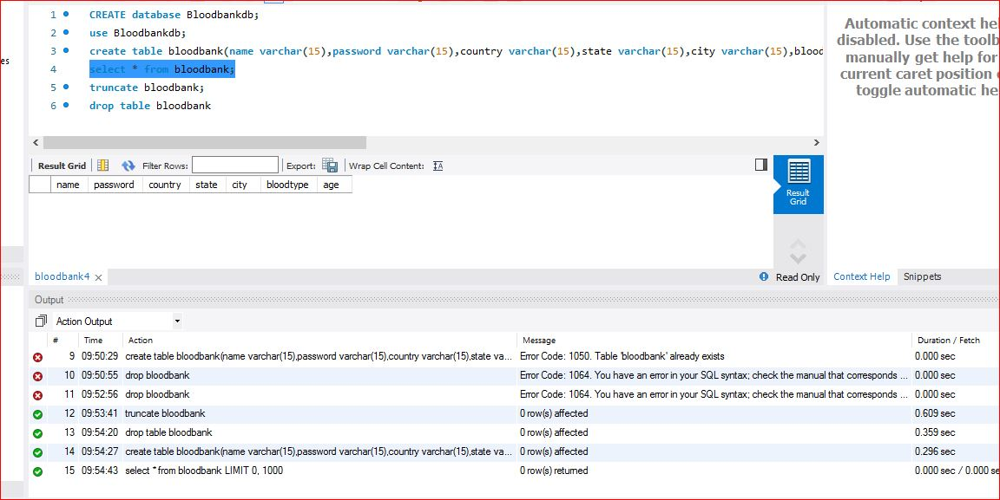 1 CREATE database Bloodbankdb;
2 use Bloodbankdb;
3 create table bloodbank(name varchar(15),password varchar(15),country varchar(15),state varchar(15),city varchar(15),blood
4 select * from bloodbank;
5 truncate bloodbank;
6 drop table bloodbank
es
Automatic context hel
disabled. Use the toolb
manually get help for
current caret position
toggle automatic he
Result Grid Filter Rows: Export: Wrap Cell Content: IA
name password country state city bloodtype age
Result
Grid
bloodbank4 Read Only
Context Help Snippets
Output
Action Output
# Time Action Message Duration / Fetch
9 09:50:29 create table bloodbank(name varchar(15),password varchar(15),country varchar(15),state va... Error Code: 1050. Table 'bloodbank' already exists 0.000 sec
10 09:50:55 drop bloodbank Error Code: 1064. You have an error in your SQL syntax; check the manual that corresponds ... 0.000 sec
11 09:52:56 drop bloodbank Error Code: 1064. You have an error in your SQL syntax; check the manual that corresponds ... 0.000 sec
12 09:53:41 truncate bloodbank 0 row(s) affected 0.609 sec
13 09:54:20 drop table bloodbank 0 row(s) affected 0.359 sec
14 09:54:27 create table bloodbank(name varchar(15),password varchar(15),country varchar(15),state va... 0 row(s) affected 0.296 sec
15 09:54:43 select * from bloodbank LIMIT 0, 1000 0 row(s) returned 0.000 sec / 0.000 se